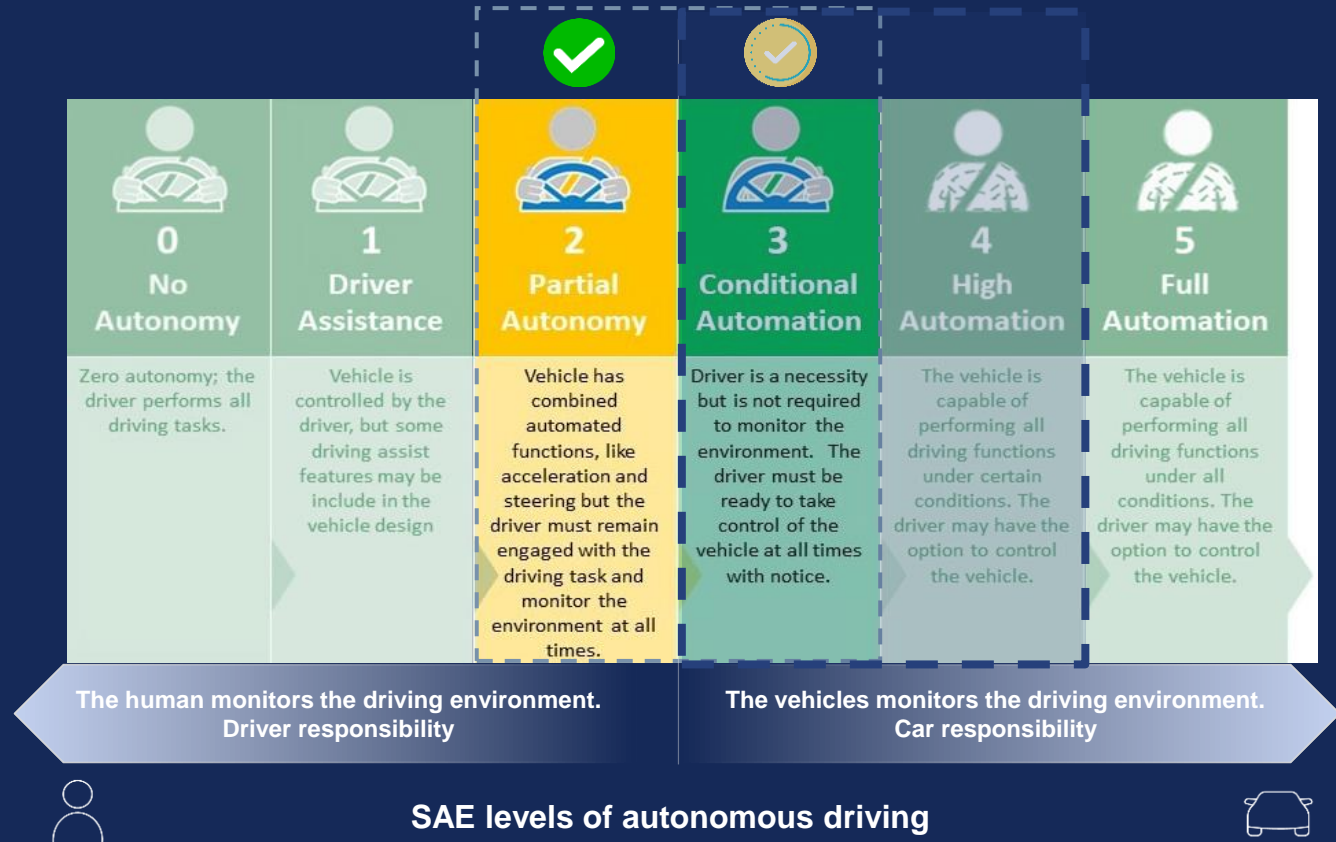 0
No
Autonomy
Zero autonomy; the
driver performs all
driving tasks.
1
Driver
Assistance
Vehicle is
controlled by the
driver, but some
driving assist
features may be
include in the
vehicle design
2
Partial
Autonomy
Vehicle has
combined
automated
functions, like
acceleration and
steering but the
driver must remain
engaged with the
driving task and
monitor the
environment at all
times.
3
Conditional
Automation
Driver is a necessity
but is not required
to monitor the
environment. The
driver must be
ready to take
control of the
vehicle at all times
with notice.
4
High
Automation
The vehicle is
capable of
performing all
driving functions
under certain
conditions. The
driver may have the
option to control
the vehicle.
5
Full
Automation
The vehicle is
capable of
performing all
driving functions
under all
conditions. The
driver may have the
option to control
the vehicle.
The human monitors the driving environment.
Driver responsibility
The vehicles monitors the driving environment.
Car responsibility
SAE levels of autonomous driving